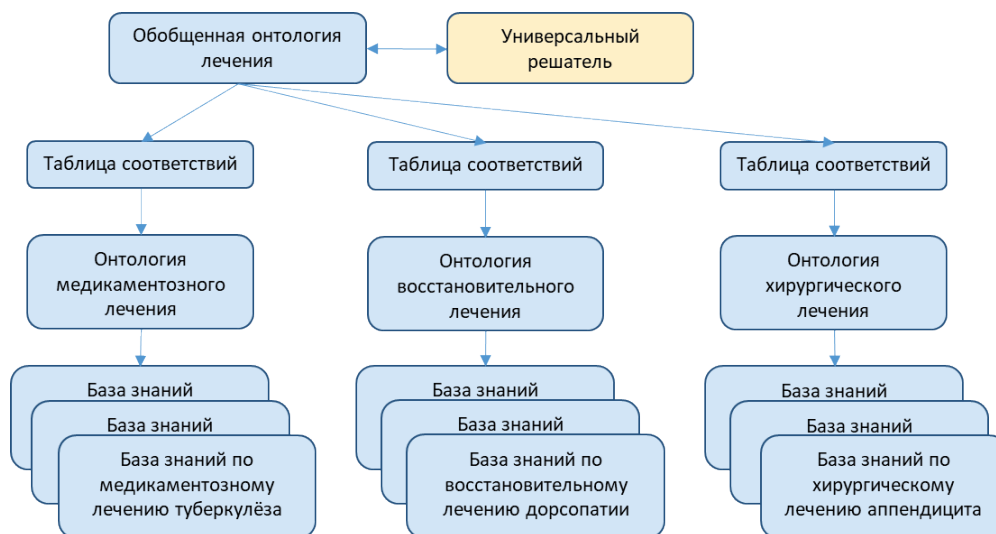 Обобщенная онтология
лечения
Универсальный
решатель
Таблица соответствий
Таблица соответствий
Таблица соответствий
Онтология
медикаментозного
лечения
Онтология
восстановительного
лечения
Онтология
хирургического
лечения
База знаний
База знаний
База знаний по
медикаментозному
лечению туберкулёза
База знаний
База знаний
База знаний по
восстановительному
лечению дорсопатии
База знаний
База знаний
База знаний по
хирургическому
лечению аппендицита